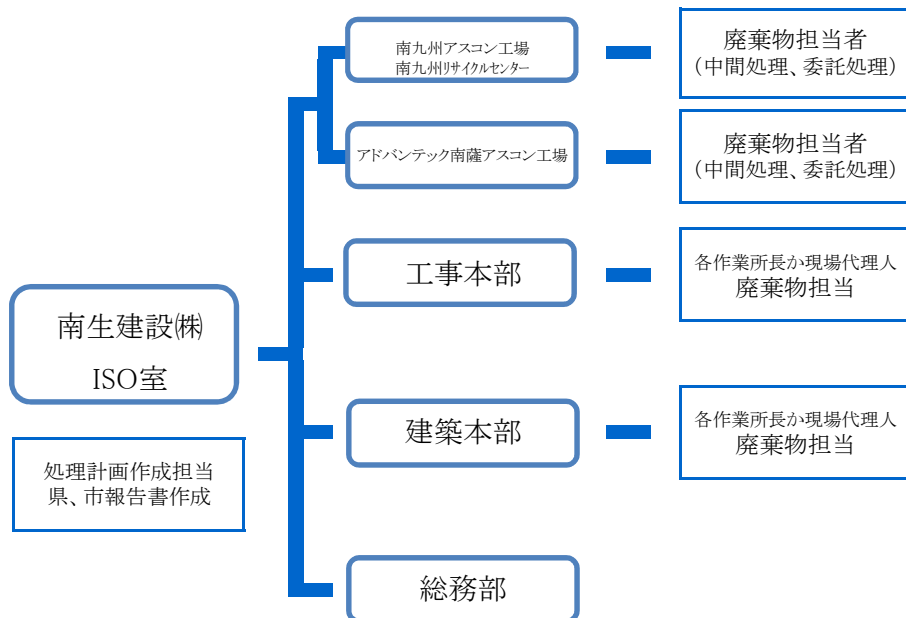 南九州アスコン工場
南九州ﾘｻｲｸﾙｾﾝﾀｰ
廃棄物担当者
（中間処理、委託処理）
アドバンテック南薩アスコン工場
廃棄物担当者
（中間処理、委託処理）
工事本部
各作業所長か現場代理人
廃棄物担当
南生建設㈱
ISO室
建築本部
各作業所長か現場代理人
廃棄物担当
処理計画作成担当
県、市報告書作成
総務部